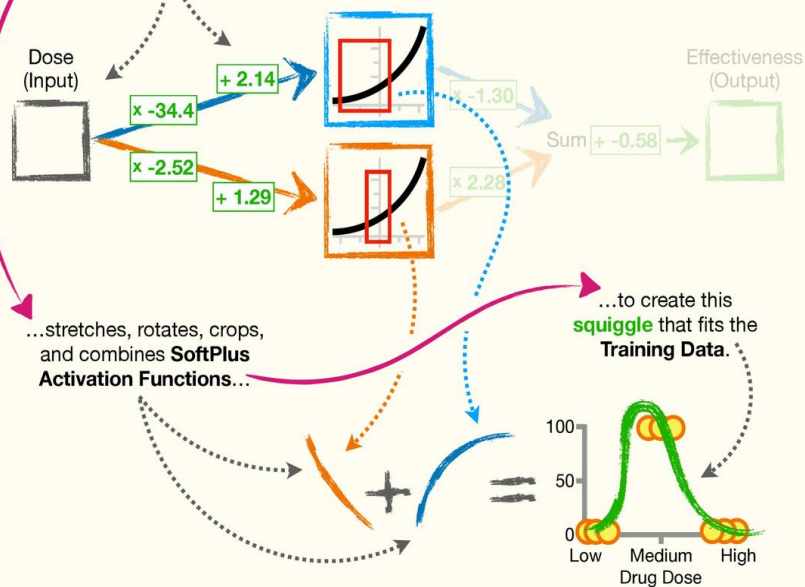 Dose
(Input)
+ 2.14
x -34.4
x -2.52
+ 1.29
x -1.30
x 2.28
Sum
+ -0.58
Effectiveness
(Output)
…stretches, rotates, crops,
and combines SoftPlus
Activation Functions…
…to create this
squiggle that fits the
Training Data.
100
50
0
Low
Medium
High
Drug Dose